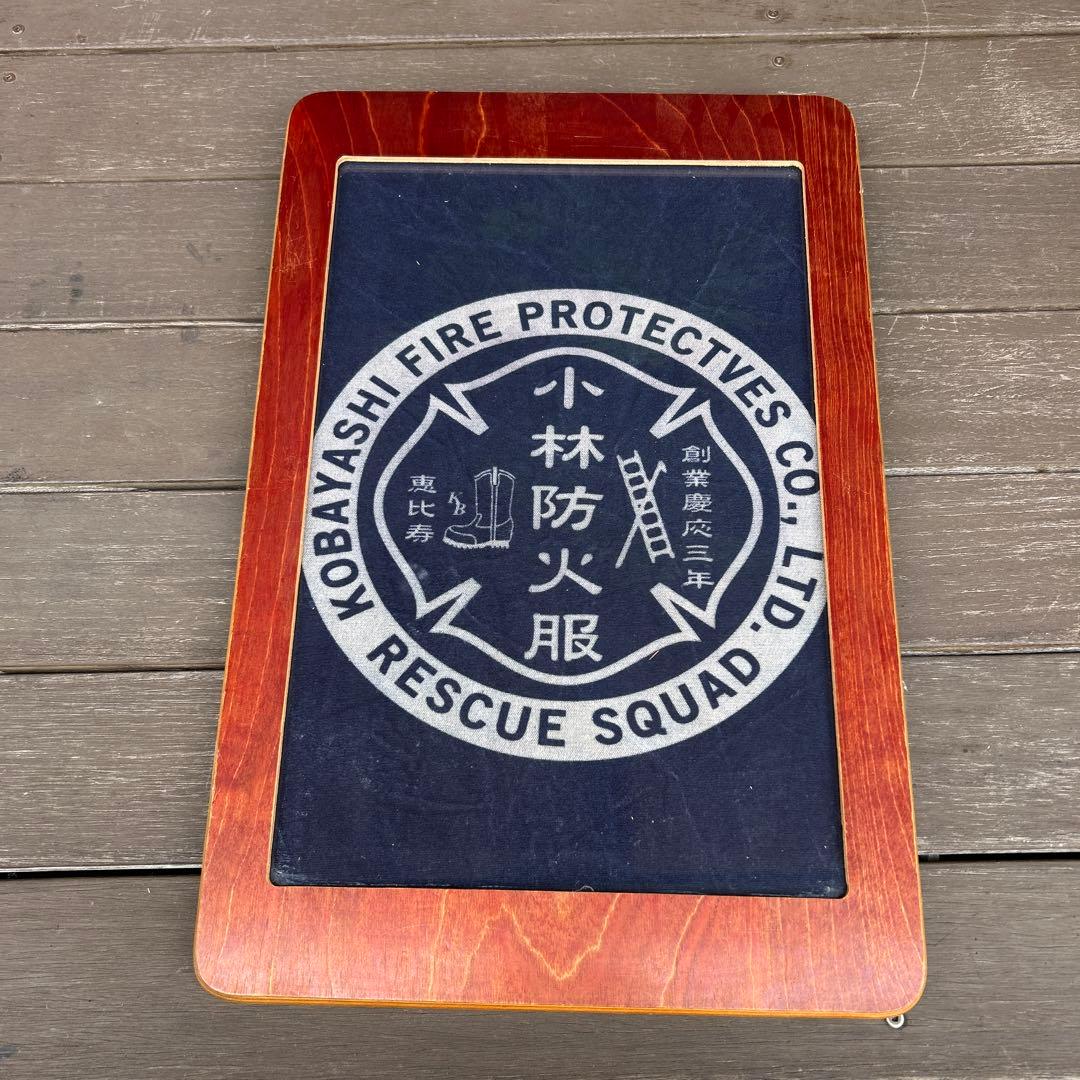 KOBAYASHI FIRE PROTECTVES CO., LTD.
小林防火服
創業慶応三年
恵比寿
KB
RESCUE SQUAD